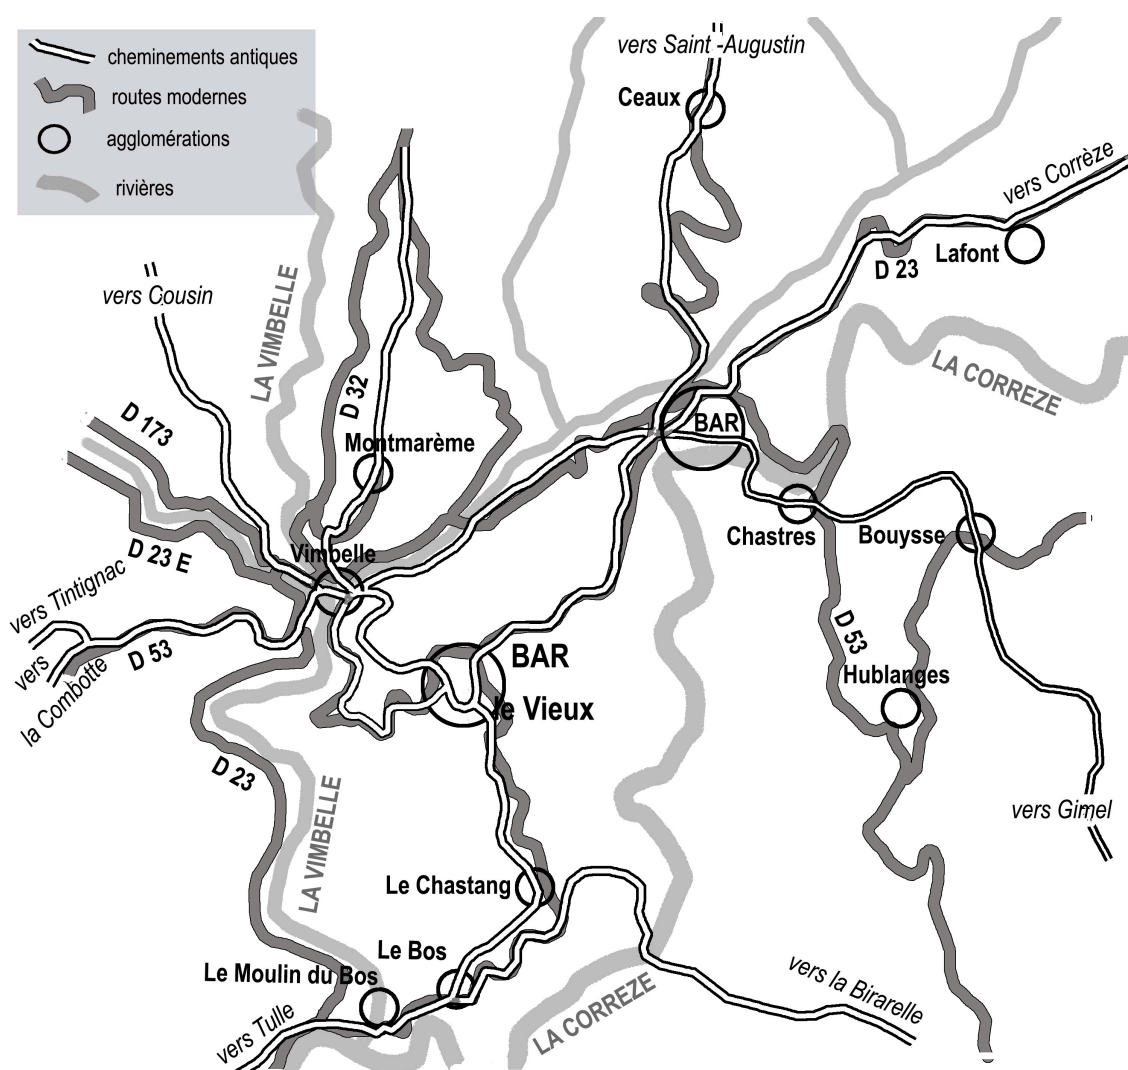 cheminements antiques
routes modernes
agglomérations
rivières
vers Saint -Augustin
Ceaux
vers Corrèze
Lafont
D 23
vers Cousin
LA VIMBELLE
D 32
LA CORREZE
D 173
Montmarème
BAR
Chastres
Bouysse
Vimbelle
D 23 E
vers Tintignac
D 53
vers
la Combotte
BAR
le Vieux
D 53
Hublanges
D 23
vers Gimel
LA VIMBELLE
Le Chastang
Le Bos
Le Moulin du Bos
vers la Birarelle
LA CORREZE
vers Tulle